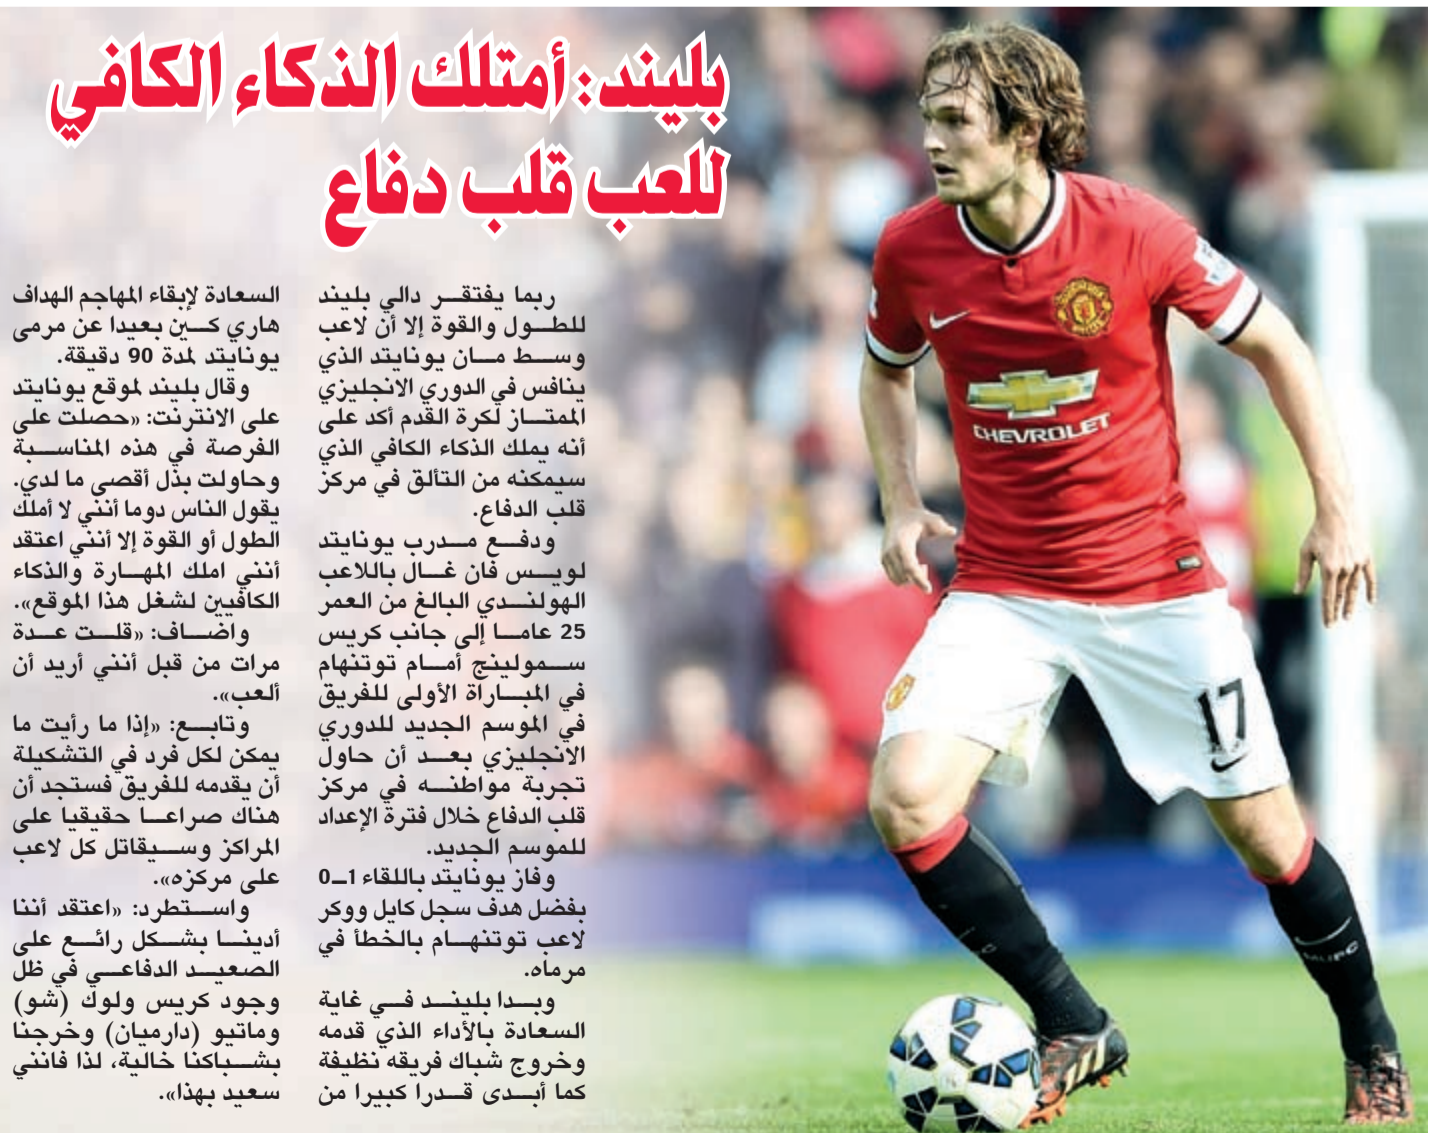 بليند: أمتلك الذكاء الكافي
للعب قلب دفاع
ربما يفتقر دالي بليند
للطول والقوة إلا أن لاعب
وسط مان يونايتد الذي
ينافس في الدوري الانجليزي
الممتاز لكرة القدم أكد على
أنه يملك الذكاء الكافي الذي
سيمكنه من التألق في مركز
قلب الدفاع.
ودفع مدرب يونايتد
لويس فان غال باللاعب
الهولندي البالغ من العمر
25 عاما إلى جانب كريس
سمولينج أمام توتنهام
في المباراة الأولى للفريق
في الموسم الجديد للدوري
الانجليزي بعد أن حاول
تجربة مواطنه في مركز
قلب الدفاع خلال فترة الإعداد
للموسم الجديد.
وفاز يونايتد باللقاء 1ـ0
بفضل هدف سجل كايل ووكر
لاعب توتنهام بالخطأ في
مرماه.
وبدا بليند في غاية
السعادة بالأداء الذي قدمه
وخروج شباك فريقه نظيفة
كما أبدى قدرا كبيرا من
السعادة لإبقاء المهاجم الهداف
هاري كين بعيدا عن مرمى
يونايتد لمدة 90 دقيقة.
وقال بليند لموقع يونايتد
على الانترنت: «حصلت على
الفرصة في هذه المناسبة
وحاولت بذل أقصى ما لدي.
يقول الناس دوما أنني لا أملك
الطول أو القوة إلا أنني اعتقد
أنني املك المهارة والذكاء
الكافيين لشغل هذا الموقع».
واضاف: «قلت عدة
مرات من قبل أنني أريد أن
ألعب».
وتابع: «إذا ما رأيت ما
يمكن لكل فرد في التشكيلة
أن يقدمه للفريق فستجد أن
هناك صراعا حقيقيا على
المراكز وسيقاتل كل لاعب
على مركزه».
واستطرد: «اعتقد أننا
أدينا بشكل رائع على
الصعيد الدفاعي في ظل
وجود كريس ولوك (شو)
وماتيو (دارميان) وخرجنا
بشباكنا خالية، لذا فانني
سعيد بهذا».
CHEVROLET
17
MUFC